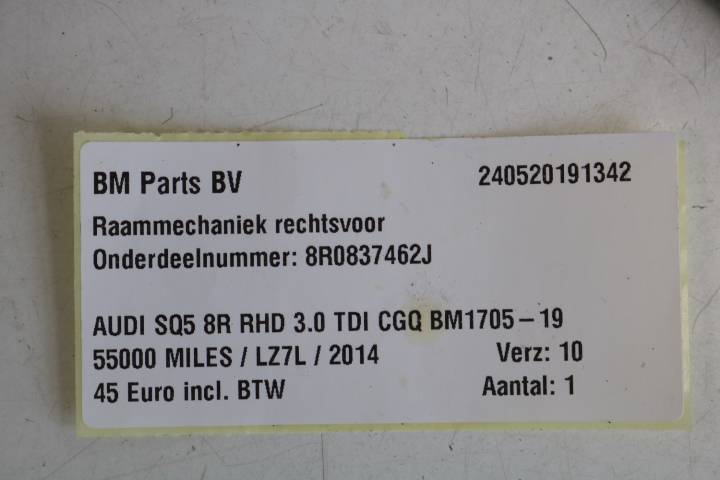 BM Parts BV 240520191342
Raammechaniek rechtsvoor
Onderdeelnummer: 8R0837462J
AUDI SQ5 8R RHD 3.0 TDI CGQ BM1705-19
55000 MILES / LZ7L / 2014 Verz: 10
45 Euro incl. BTW Aantal: 1